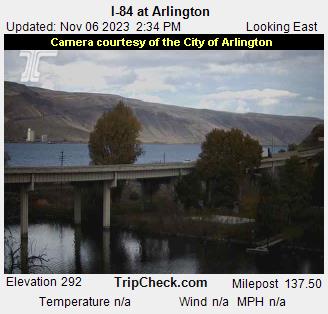 I-84 at Arlington
Updated: Nov 06 2023 2:34 PM Looking East
Camera courtesy of the City of Arlington
Elevation 292 TripCheck.com Milepost 137.50
Temperature n/a Wind n/a MPH n/a